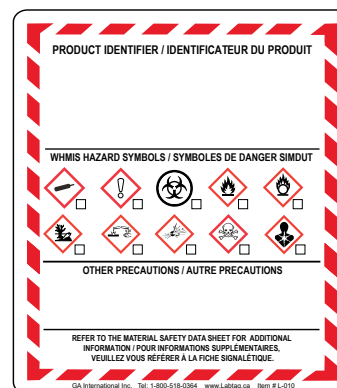 PRODUCT IDENTIFIER / IDENTIFICATEUR DU PRODUIT
WHMIS HAZARD SYMBOLS / SYMBOLES DE DANGER SIMDUT
OTHER PRECAUTIONS / AUTRE PRECAUTIONS
REFER TO THE MATERIAL SAFETY DATA SHEET FOR ADDITIONAL
INFORMATION / POUR INFORMATIONS SUPPLÉMENTAIRES,
VEUILLEZ VOUS RÉFÉRER À LA FICHE SIGNALÉTIQUE.
GA International Inc. Tel: 1-800-518-0364 www.Labtag.ca Item # L-010